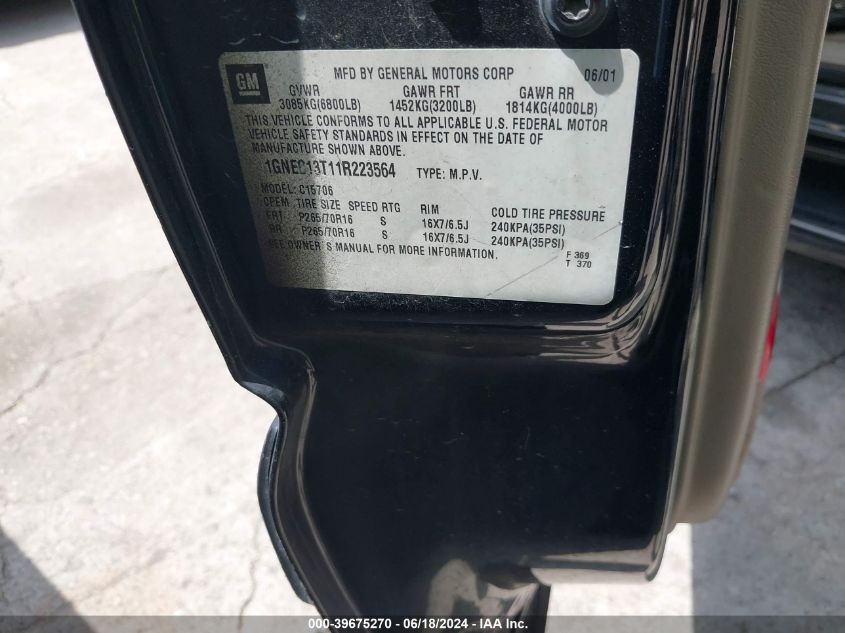 GM
MFD BY GENERAL MOTORS CORP 06/01
GVWR GAWR FRT GAWR RR
3085KG(6800LB) 1452KG(3200LB) 1814KG(4000LB)
THIS VEHICLE CONFORMS TO ALL APPLICABLE U.S. FEDERAL MOTOR
VEHICLE SAFETY STANDARDS IN EFFECT ON THE DATE OF
MANUFACTURE SHOWN ABOVE.
1GNEC13T11R223564 TYPE: M.P.V.
MODEL: C15706
TIRE SIZE SPEED RTG RIM COLD TIRE PRESSURE
FRT P265/70R16 S 16X7/6.5J 240KPA(35PSI)
RR P265/70R16 S 16X7/6.5J 240KPA(35PSI)
SEE OWNER'S MANUAL FOR MORE INFORMATION.
F 369
T 370
000-39675270 - 06/18/2024 - IAA Inc.